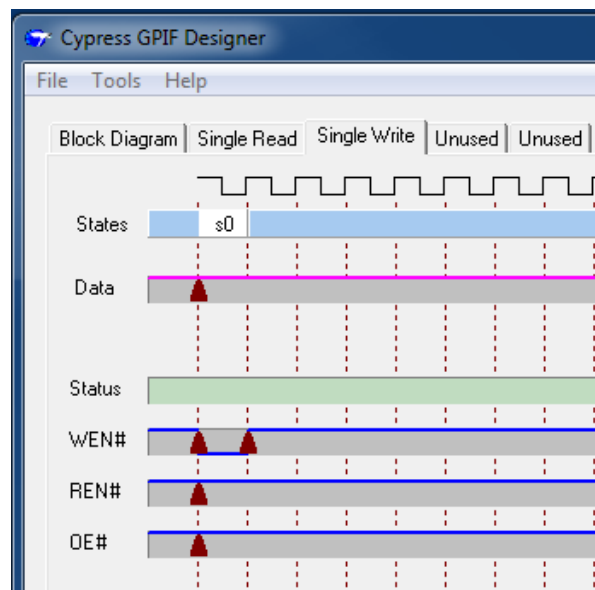 Cypress GPIF Designer
File Tools Help
Block Diagram Single Read Single Write Unused Unused
States s0
Data
Status
WEN#
REN#
OE#